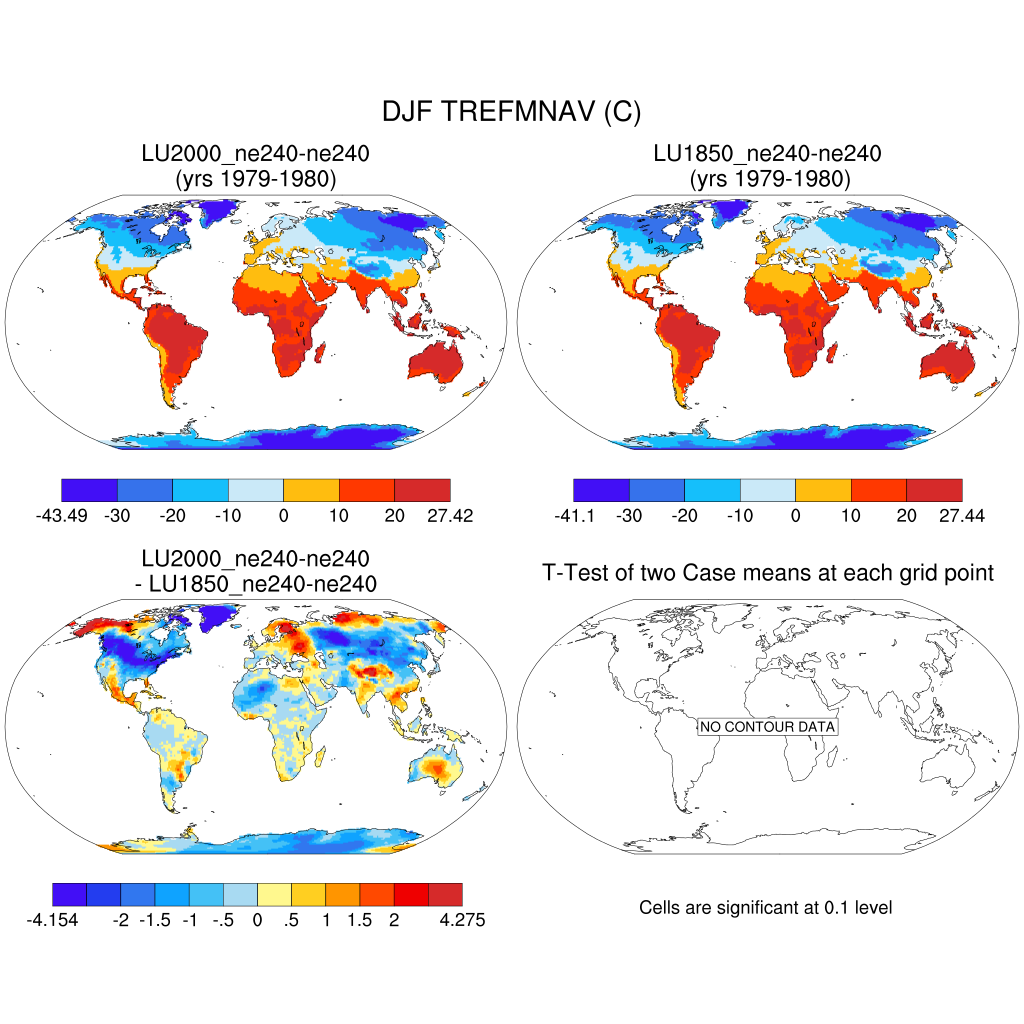 DJF TREFMNAV (C)
LU2000_ne240-ne240
(yrs 1979-1980)
LU1850_ne240-ne240
(yrs 1979-1980)
-43.49 -30 -20 -10 0 10 20 27.42
-41.1 -30 -20 -10 0 10 20 27.44
LU2000_ne240-ne240
- LU1850_ne240-ne240
T-Test of two Case means at each grid point
NO CONTOUR DATA
-4.154 -2 -1.5 -1 -.5 0 .5 1 1.5 2 4.275
Cells are significant at 0.1 level